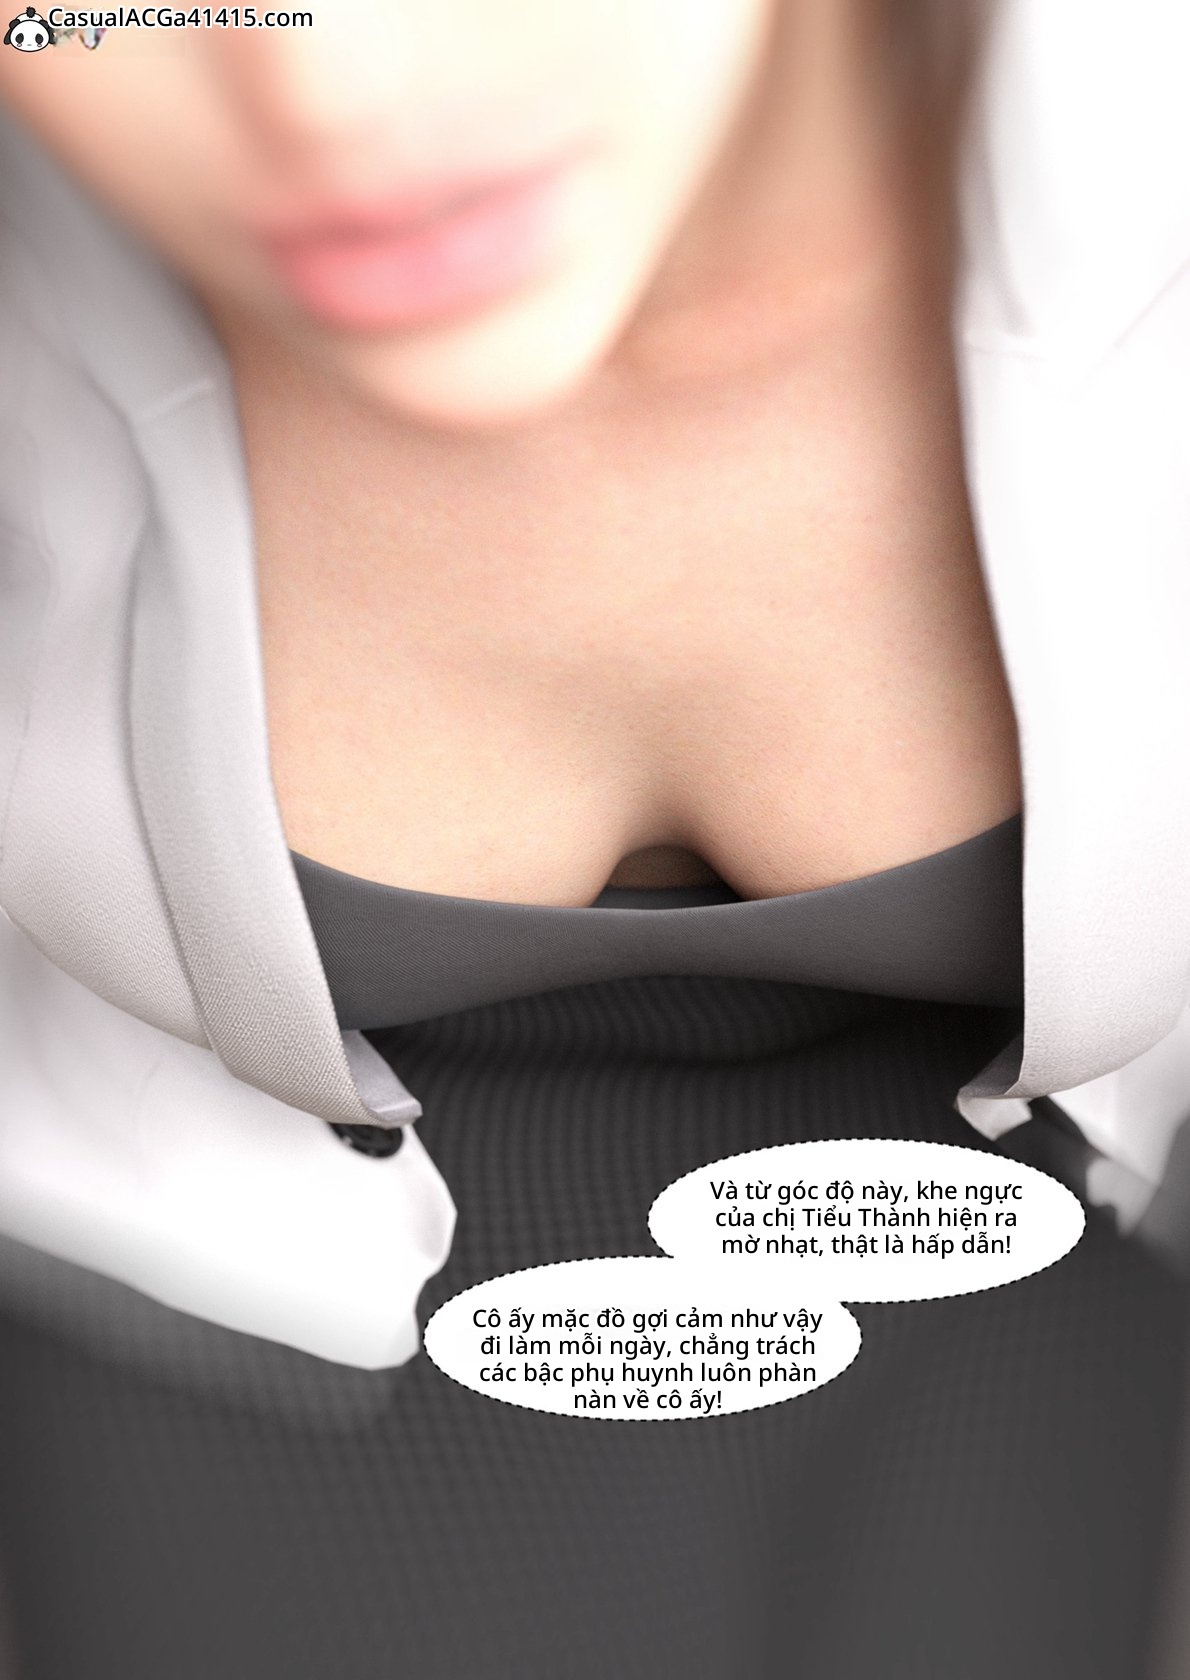 CasualACGa41415.com
Và từ góc độ này, khe ngực
của chị Tiểu Thành hiện ra
mờ nhạt, thật là hấp dẫn!
Cô ấy mặc đồ gợi cảm như vậy
đi làm mỗi ngày, chẳng trách
các bậc phụ huynh luôn phàn
nàn về cô ấy!